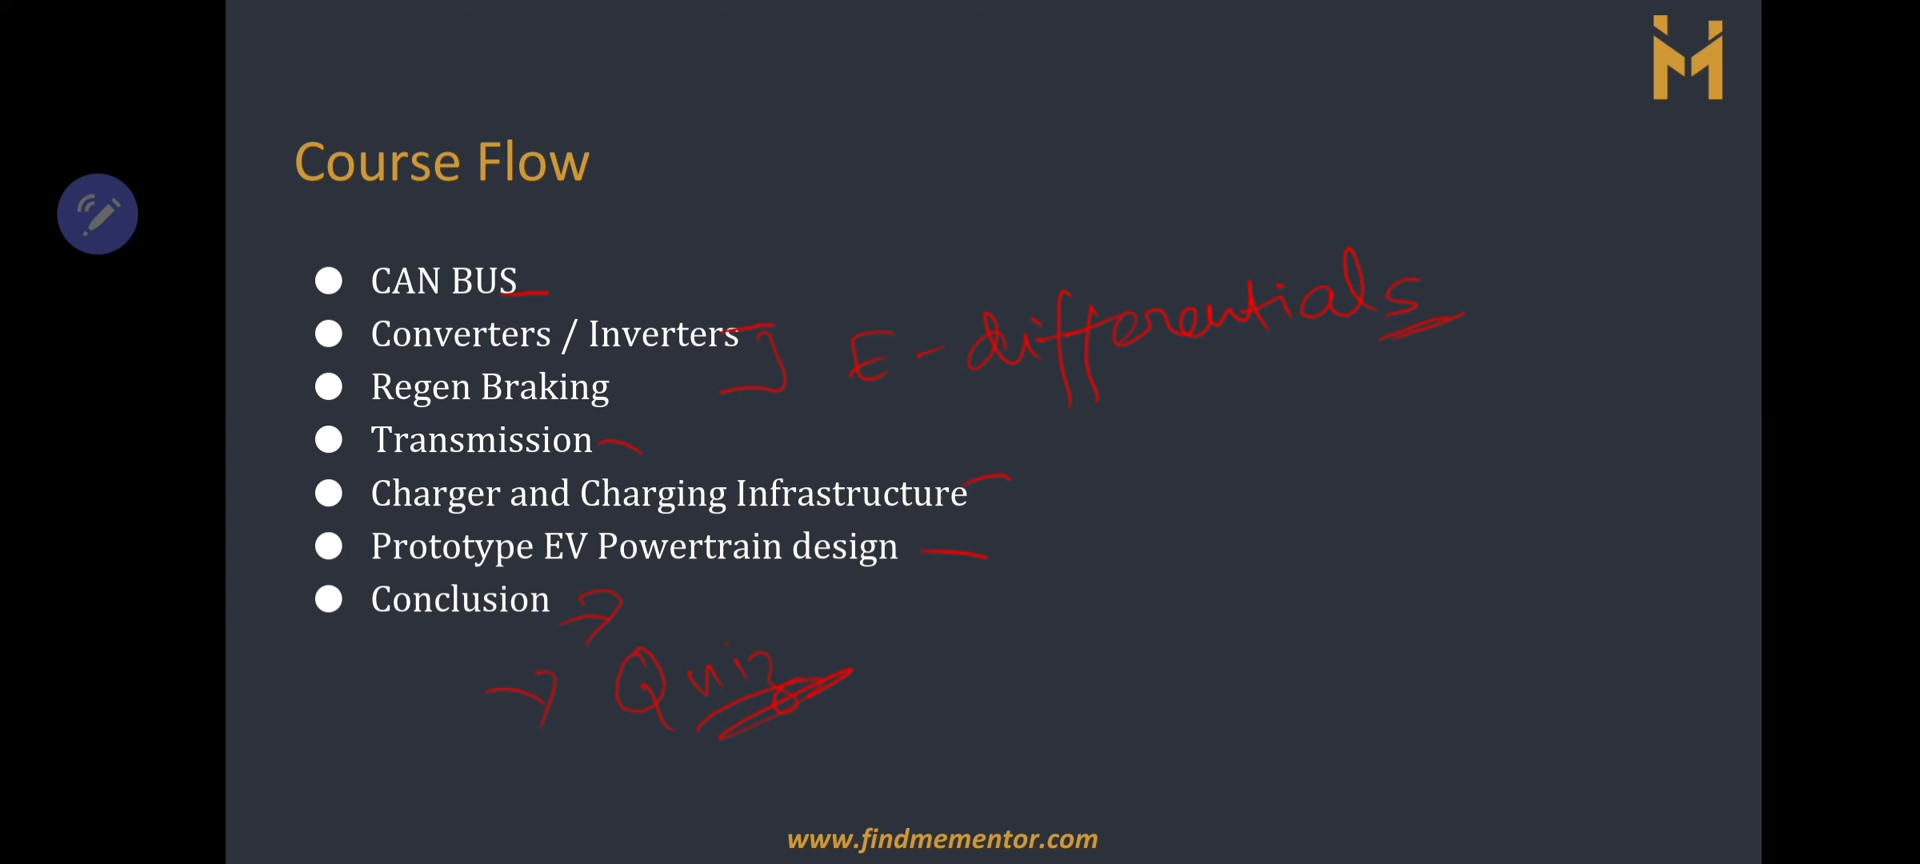 Course Flow
CAN BUS
Converters / Inverters
E-differentials
Regen Braking
Transmission
Charger and Charging Infrastructure
Prototype EV Powertrain design
Conclusion
Quiz
www.findmementor.com